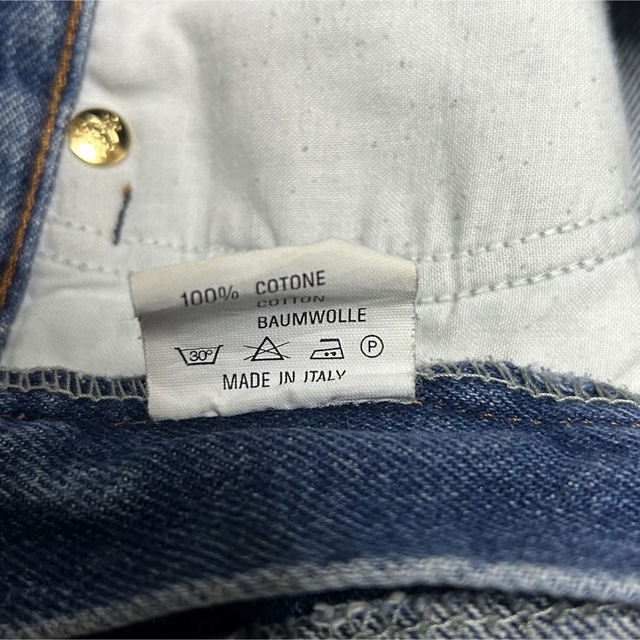 100% COTONE
COTTON
BAUMWOLLE
30° P
MADE IN ITALY